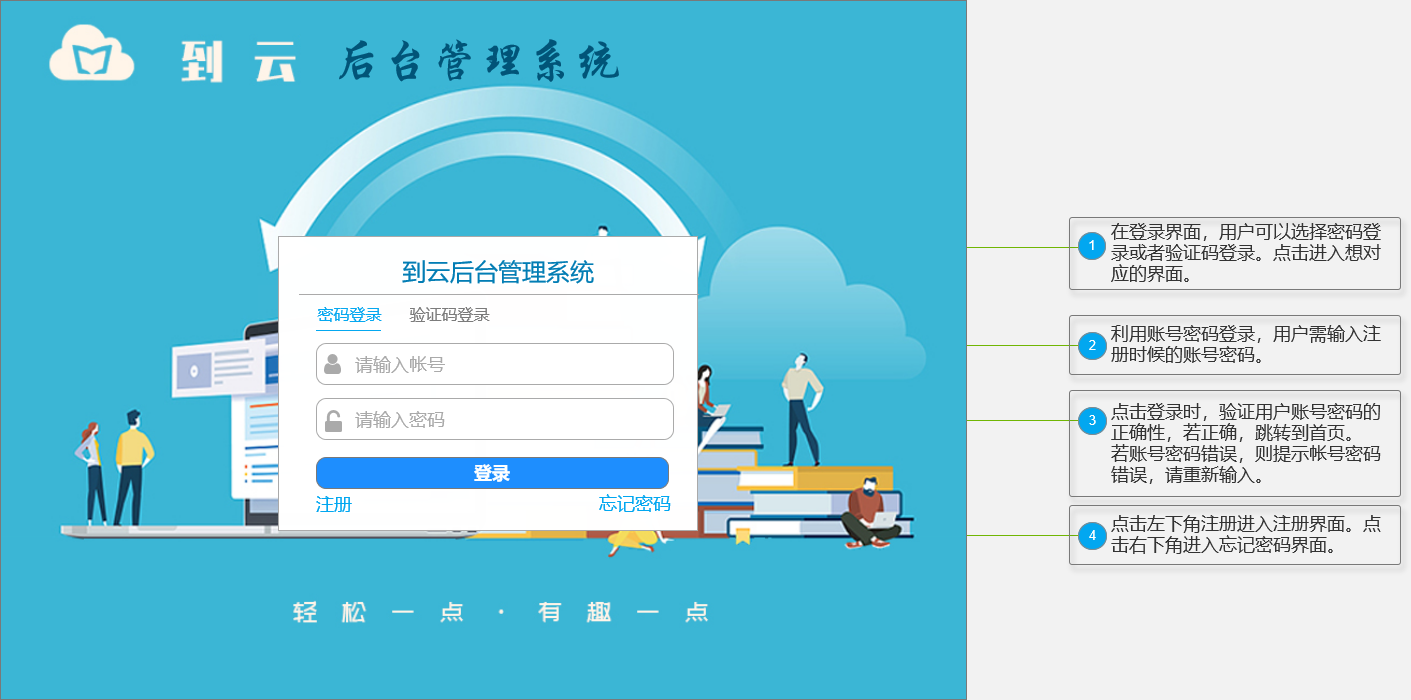 到云 后台管理系统
到云后台管理系统
密码登录 验证码登录
请输入帐号
请输入密码
登录
注册 忘记密码
轻松一点·有趣一点
1
在登录界面，用户可以选择密码登
录或者验证码登录。点击进入想对
应的界面。
2
利用账号密码登录，用户需输入注
册时候的账号密码。
3
点击登录时，验证用户账号密码的
正确性，若正确，跳转到首页。
若账号密码错误，则提示帐号密码
错误，请重新输入。
4
点击左下角注册进入注册界面。点
击右下角进入忘记密码界面。